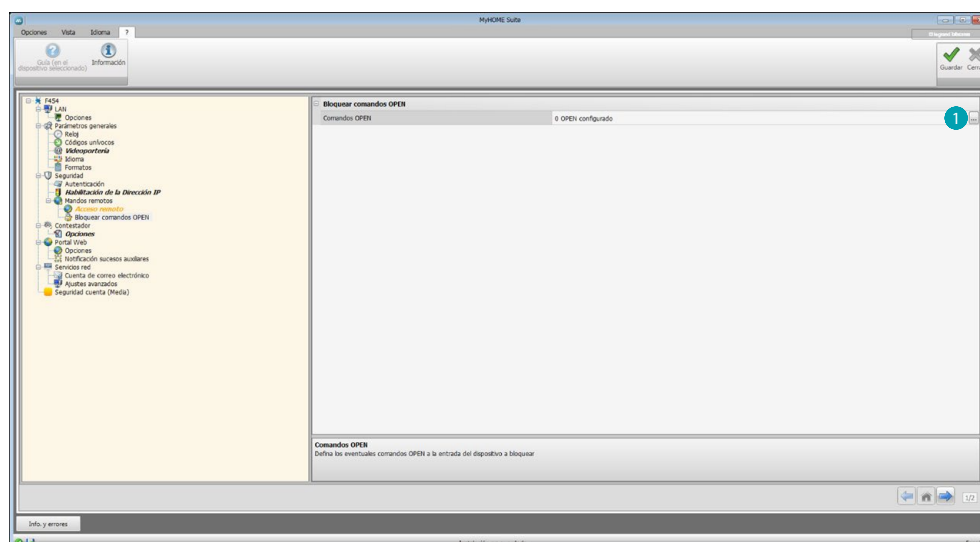 MyHOME Suite
Opciones Vista Idioma ?
Guía (en el dispositivo seleccionado)
Información
Guardar
F454
LAN
Opciones
Parámetros generales
Reloj
Códigos unívocos
Videoportería
Idioma
Formatos
Seguridad
Autenticación
Habilitación de la Dirección IP
Mandos remotos
Acceso remoto
Bloquear comandos OPEN
Contestador
Opciones
Portal Web
Opciones
Notificación sucesos auxiliares
Servicios red
Cuenta de correo electrónico
Ajustes avanzados
Seguridad cuenta (Media)
Bloquear comandos OPEN
Comandos OPEN 0 OPEN configurado 1 ...
Comandos OPEN
Defina los eventuales comandos OPEN a la entrada del dispositivo a bloquear
1/2
Info. y errores